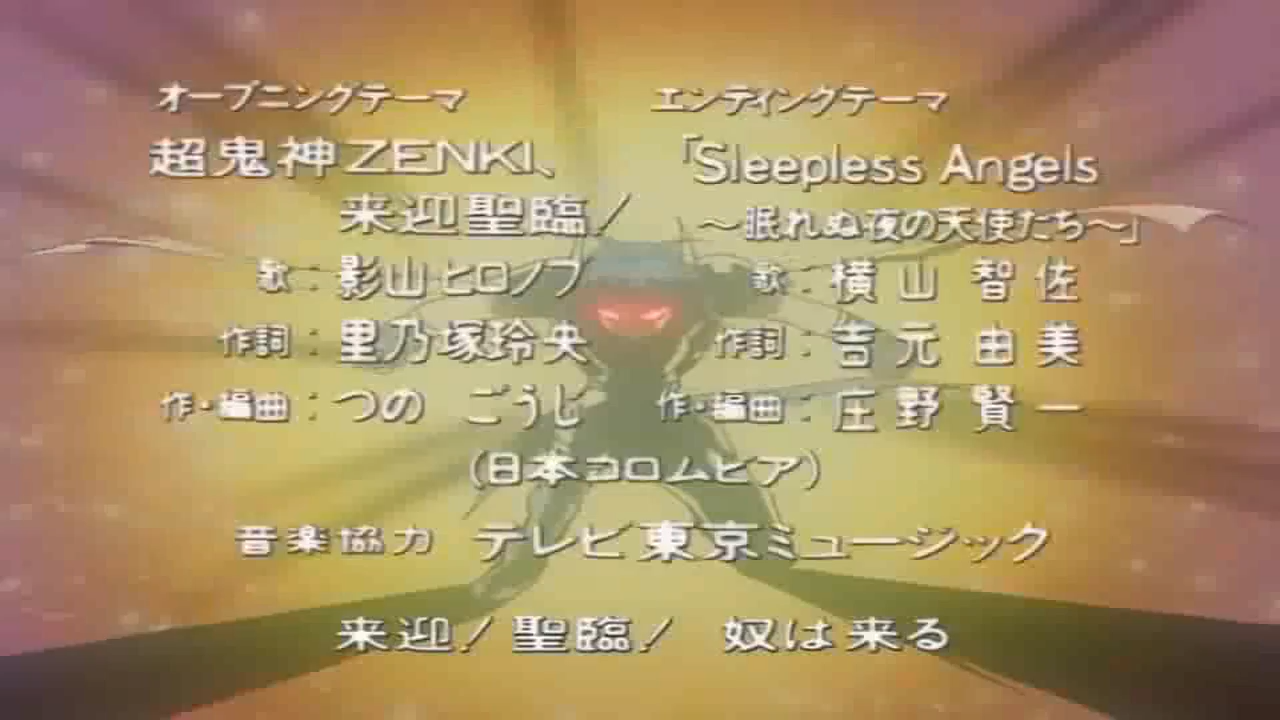 オープニングテーマ
超鬼神ZENKI、
来迎聖臨!
歌：影山ヒロノブ
作詞：里乃塚玲央
作・編曲：つの ごうじ
エンディングテーマ
「Sleepless Angels
～眠れぬ夜の天使たち～」
歌：横山 智佐
作詞：吉元 由美
作・編曲：庄野 賢一
(日本コロムビア)
音楽協力 テレビ東京ミュージック
来迎!聖臨! 奴は来る